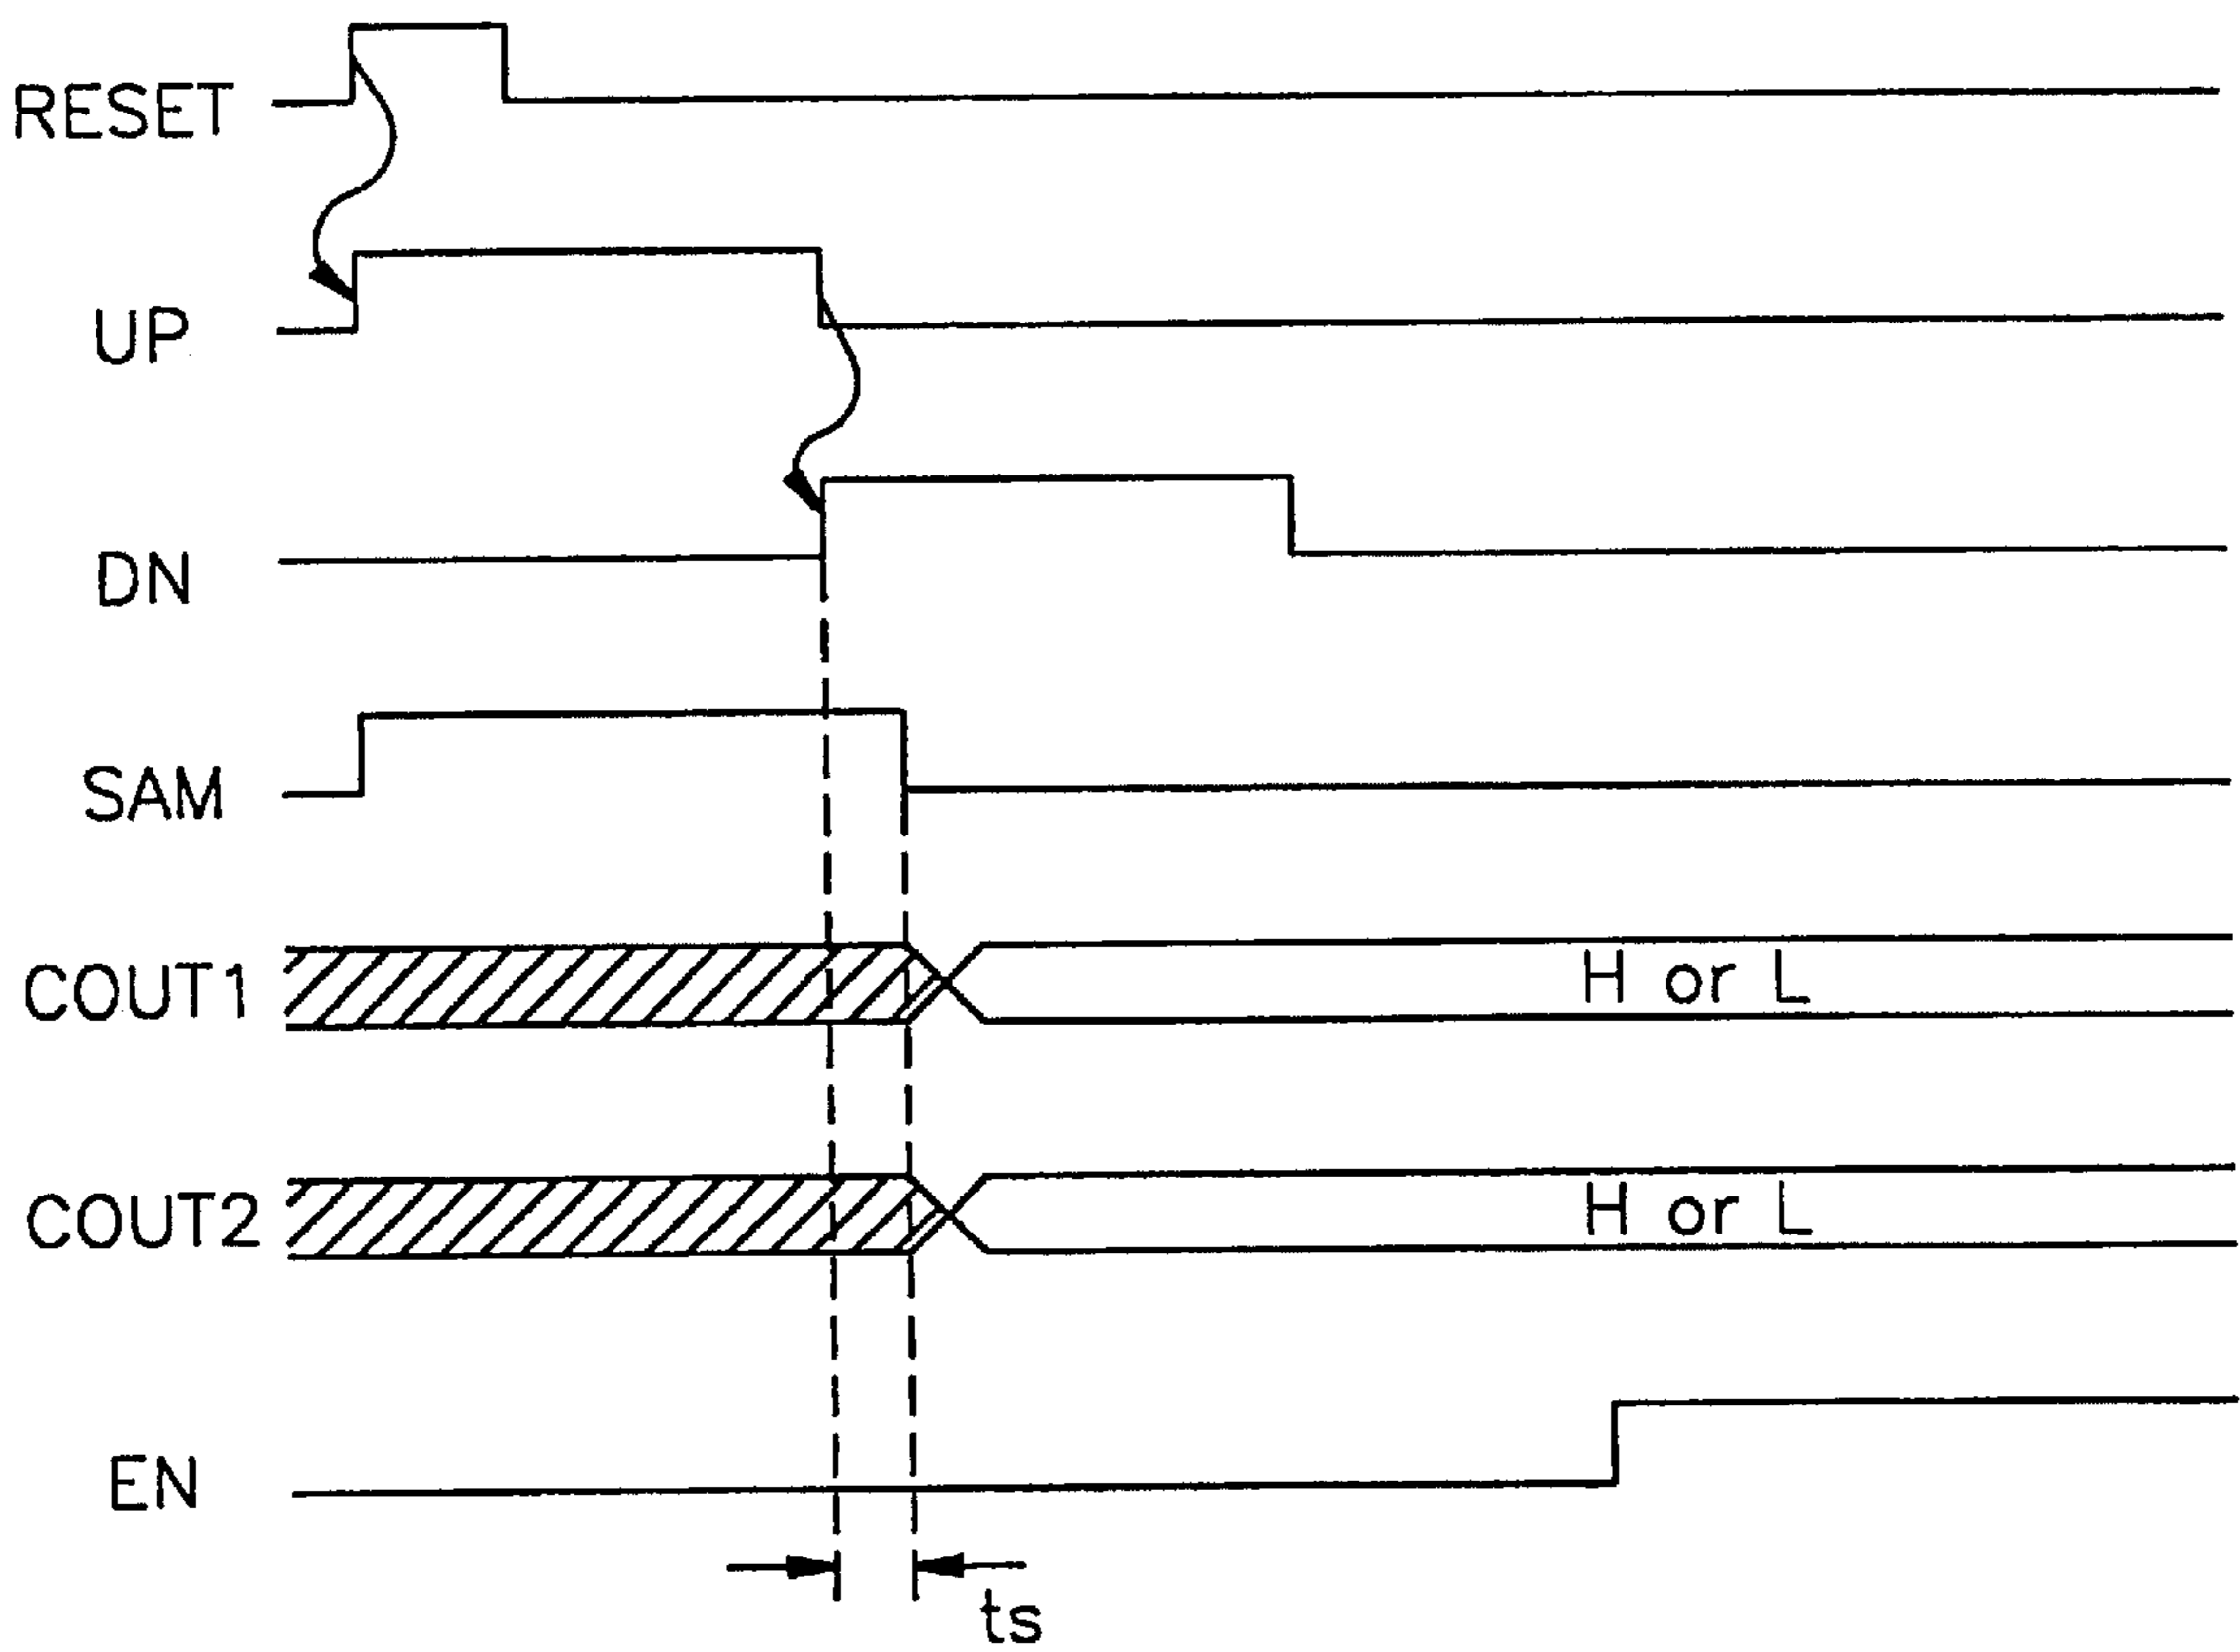 RESET
UP
DN
SAM
COUT1
H or L
COUT2
H or L
EN
ts